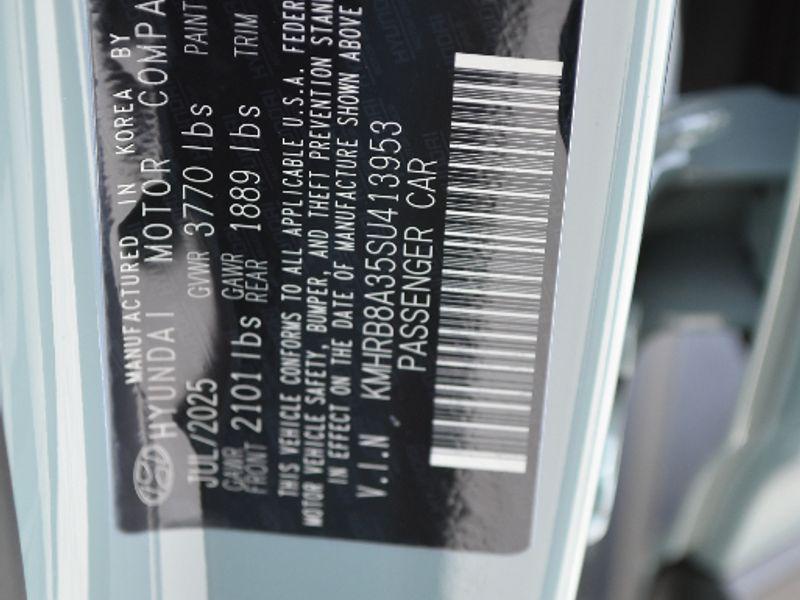 MANUFACTURED IN KOREA BY
HYUNDAI MOTOR COMPA
JUL/2025 GVWR 3770 lbs PAINT
GAWR FRONT 2101 lbs GAWR REAR 1889 lbs TRIM
THIS VEHICLE CONFORMS TO ALL APPLICABLE U.S.A. FEDER
MOTOR VEHICLE SAFETY, BUMPER, AND THEFT PREVENTION STAN
IN EFFECT ON THE DATE OF MANUFACTURE SHOWN ABOVE
V.I.N KMHRB8A35SU413953
PASSENGER CAR